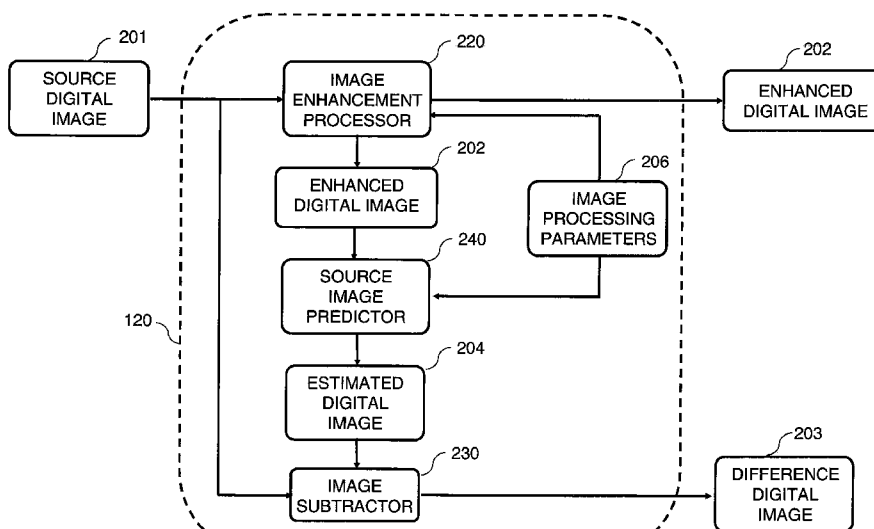 201
SOURCE
DIGITAL
IMAGE
220
IMAGE
ENHANCEMENT
PROCESSOR
202
ENHANCED
DIGITAL IMAGE
202
ENHANCED
DIGITAL IMAGE
206
IMAGE
PROCESSING
PARAMETERS
240
SOURCE
IMAGE
PREDICTOR
120
204
ESTIMATED
DIGITAL
IMAGE
230
IMAGE
SUBTRACTOR
203
DIFFERENCE
DIGITAL
IMAGE